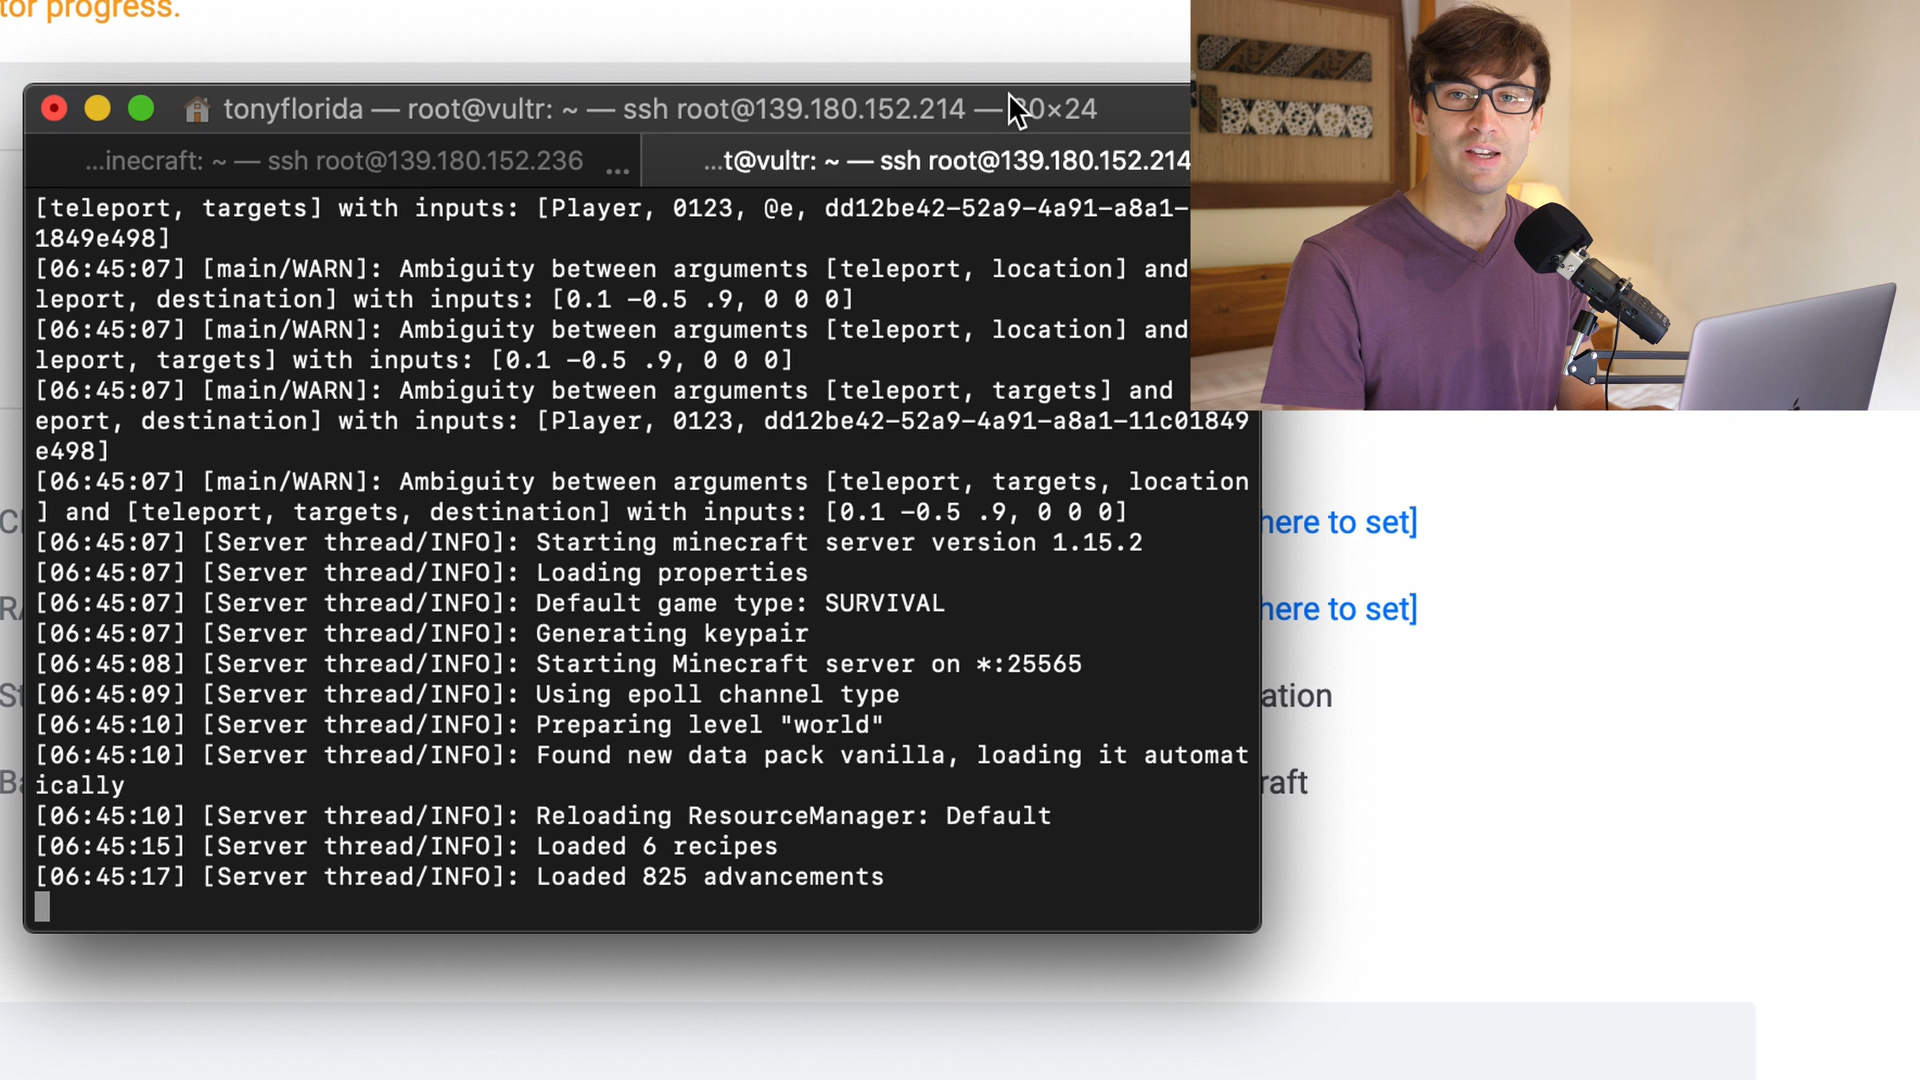 tor progress.
tonyflorida — root@vultr: ~ — ssh root@139.180.152.214 — 80×24
...inecraft: ~ — ssh root@139.180.152.236 ...
...t@vultr: ~ — ssh root@139.180.152.214
[teleport, targets] with inputs: [Player, 0123, @e, dd12be42-52a9-4a91-a8a1-
1849e498]
[06:45:07] [main/WARN]: Ambiguity between arguments [teleport, location] and
leport, destination] with inputs: [0.1 -0.5 .9, 0 0 0]
[06:45:07] [main/WARN]: Ambiguity between arguments [teleport, location] and
leport, targets] with inputs: [0.1 -0.5 .9, 0 0 0]
[06:45:07] [main/WARN]: Ambiguity between arguments [teleport, targets] and
eport, destination] with inputs: [Player, 0123, dd12be42-52a9-4a91-a8a1-11c01849
e498]
[06:45:07] [main/WARN]: Ambiguity between arguments [teleport, targets, location
] and [teleport, targets, destination] with inputs: [0.1 -0.5 .9, 0 0 0]
[06:45:07] [Server thread/INFO]: Starting minecraft server version 1.15.2
[06:45:07] [Server thread/INFO]: Loading properties
[06:45:07] [Server thread/INFO]: Default game type: SURVIVAL
[06:45:07] [Server thread/INFO]: Generating keypair
[06:45:08] [Server thread/INFO]: Starting Minecraft server on *:25565
[06:45:09] [Server thread/INFO]: Using epoll channel type
[06:45:10] [Server thread/INFO]: Preparing level "world"
[06:45:10] [Server thread/INFO]: Found new data pack vanilla, loading it automat
ically
[06:45:10] [Server thread/INFO]: Reloading ResourceManager: Default
[06:45:15] [Server thread/INFO]: Loaded 6 recipes
[06:45:17] [Server thread/INFO]: Loaded 825 advancements
here to set]
here to set]
ation
raft